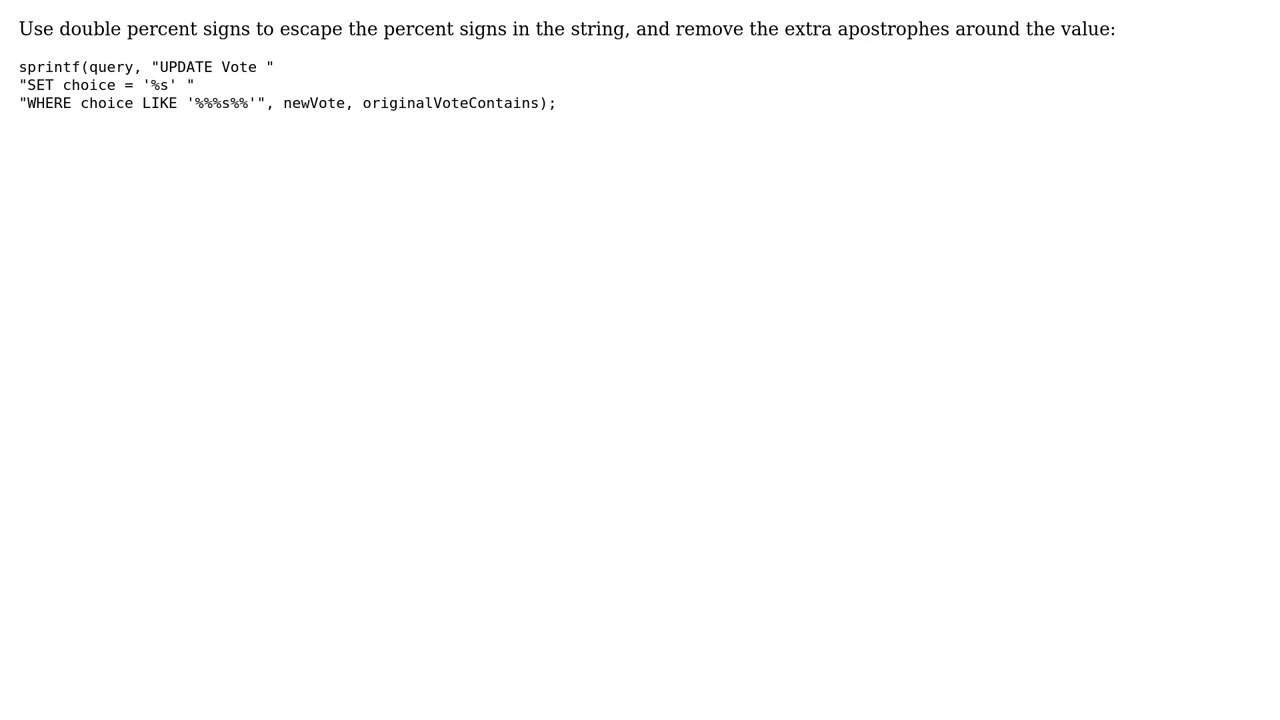 Use double percent signs to escape the percent signs in the string, and remove the extra apostrophes around the value:
sprintf(query, "UPDATE Vote "
"SET choice = '%s' "
"WHERE choice LIKE '%%%s%%'", newVote, originalVoteContains);